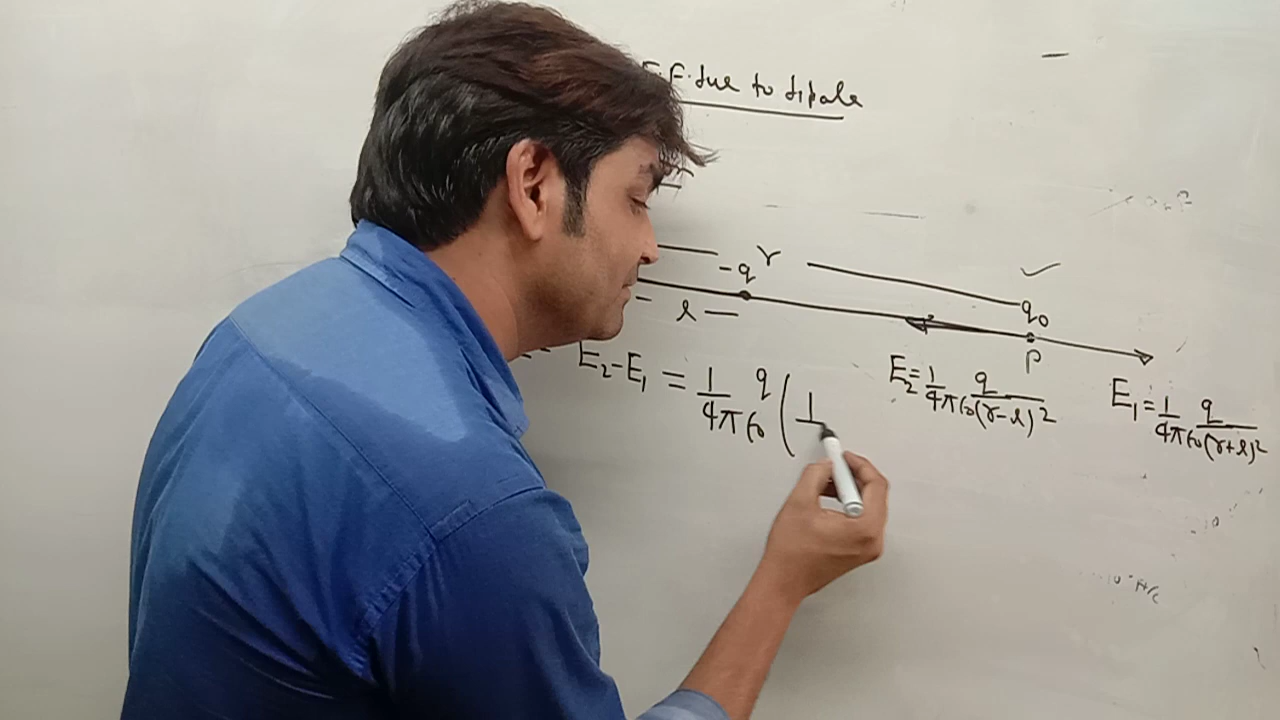 E.F. due to dipole
r
-q
q₀
l
P
E₂-E₁ = 1/4πϵ₀ q (1
E₂ = 1/4πϵ₀ q/(r-l)²
E₁ = 1/4πϵ₀ q/(r+l)²